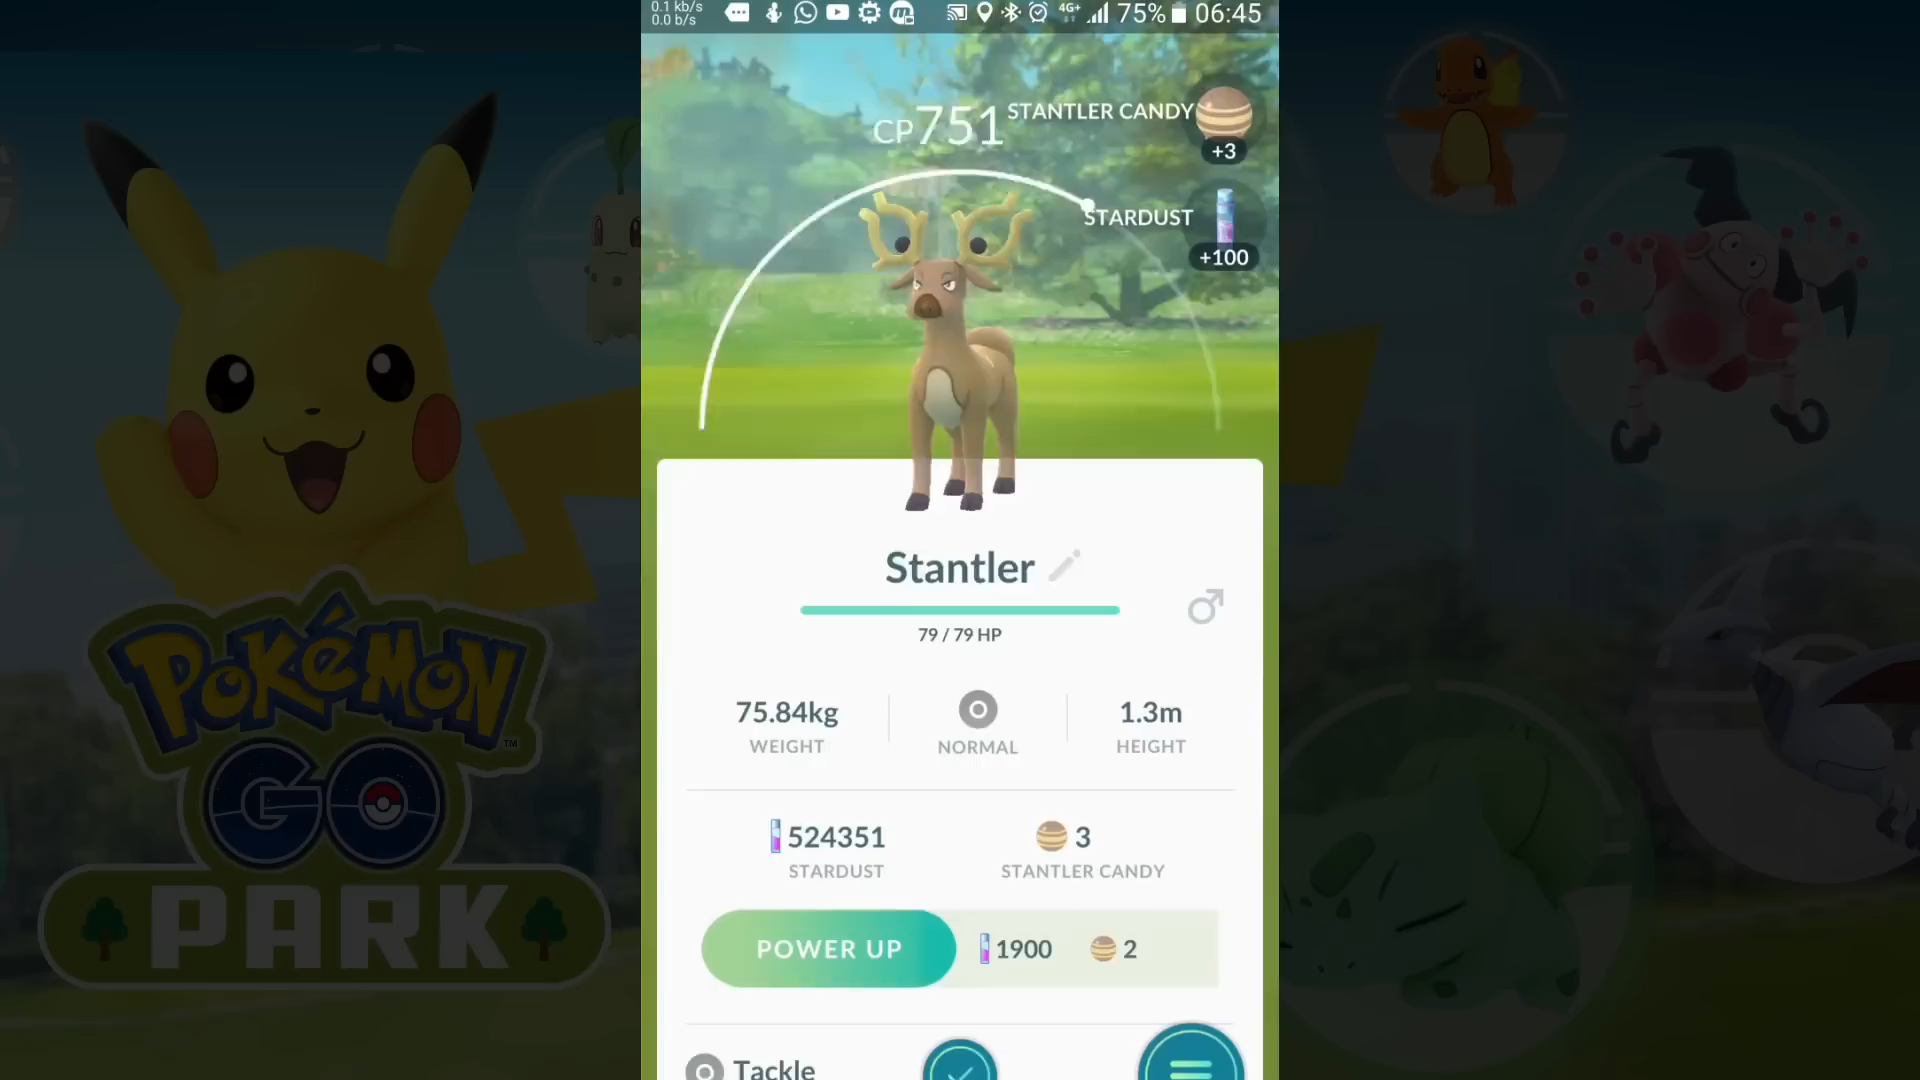 0.1 kb/s
0.0 b/s
4G+
75%
06:45
CP751
STANTLER CANDY
+3
STARDUST
+100
Stantler
79 / 79 HP
75.84kg
WEIGHT
NORMAL
1.3m
HEIGHT
524351
STARDUST
3
STANTLER CANDY
POWER UP
1900
2
Tackle
POKéMON
TM
GO
PARK